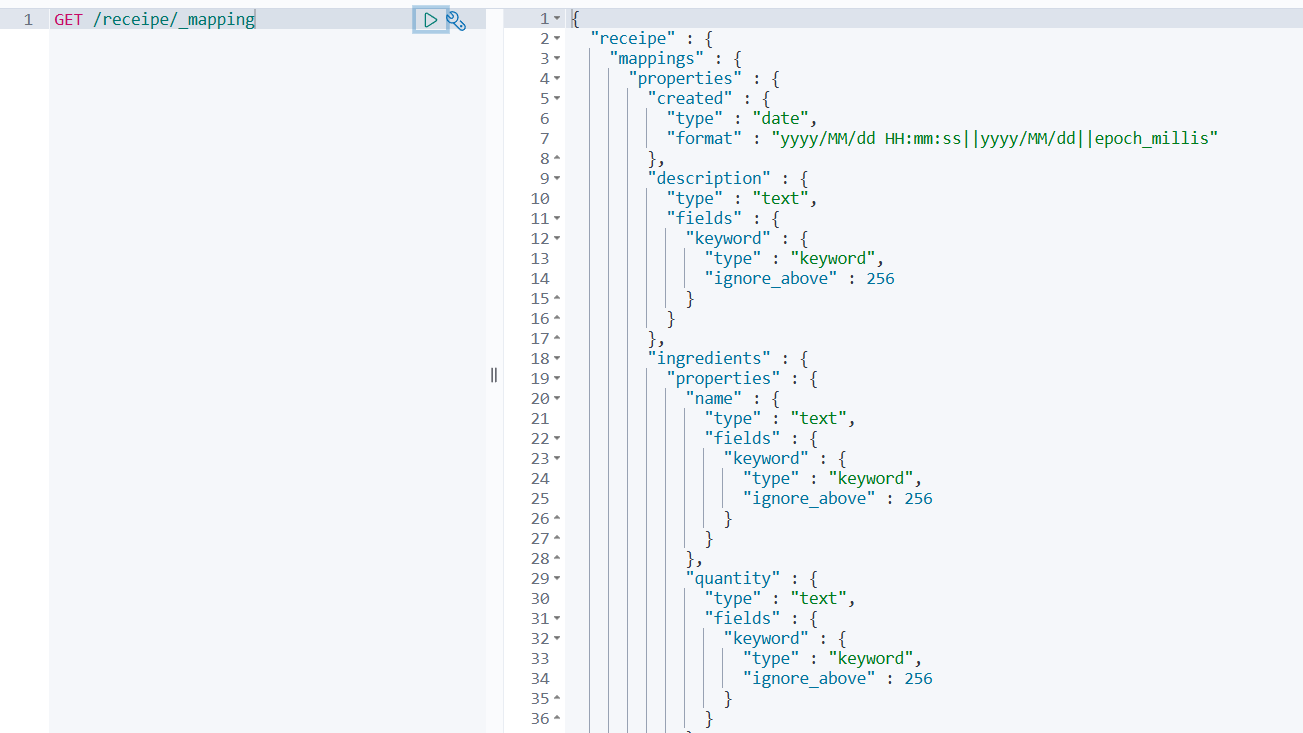 1 GET /receipe/_mapping
1 {
2 "receipe" : {
3 "mappings" : {
4 "properties" : {
5 "created" : {
6 "type" : "date",
7 "format" : "yyyy/MM/dd HH:mm:ss||yyyy/MM/dd||epoch_millis"
8 },
9 "description" : {
10 "type" : "text",
11 "fields" : {
12 "keyword" : {
13 "type" : "keyword",
14 "ignore_above" : 256
15 }
16 }
17 },
18 "ingredients" : {
19 "properties" : {
20 "name" : {
21 "type" : "text",
22 "fields" : {
23 "keyword" : {
24 "type" : "keyword",
25 "ignore_above" : 256
26 }
27 }
28 },
29 "quantity" : {
30 "type" : "text",
31 "fields" : {
32 "keyword" : {
33 "type" : "keyword",
34 "ignore_above" : 256
35 }
36 }